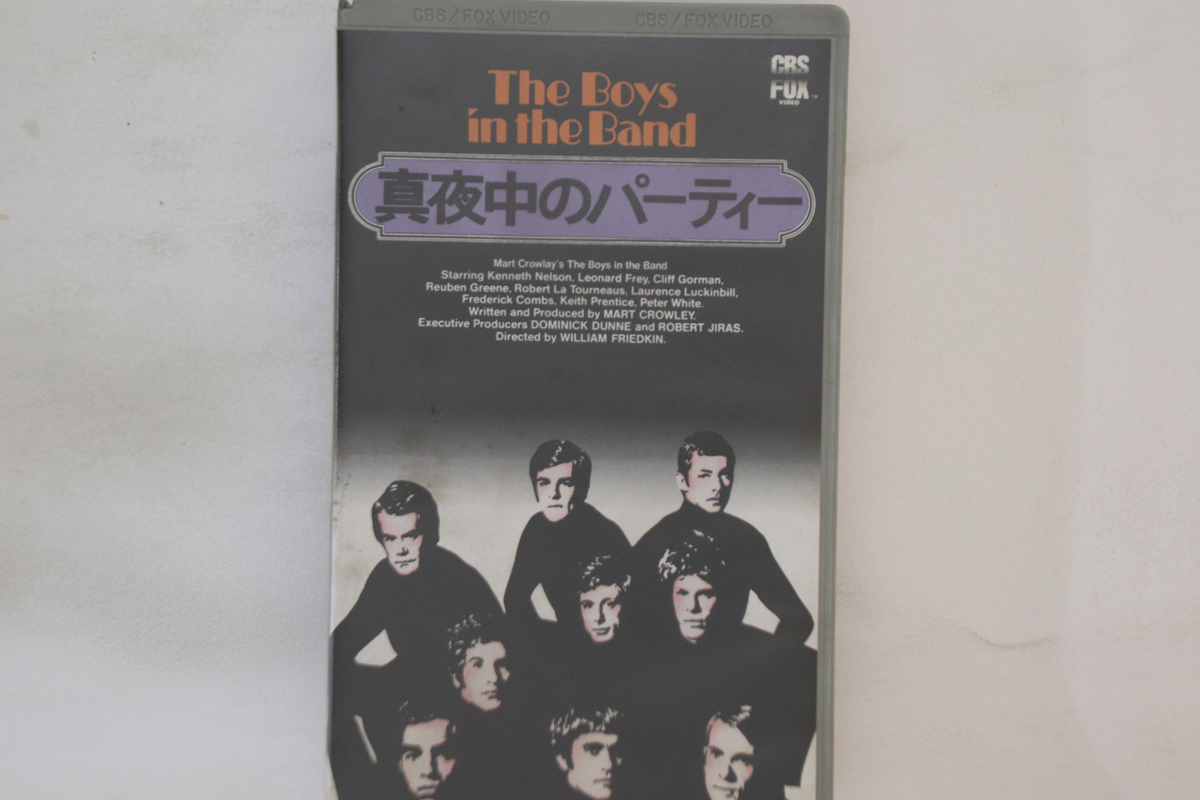 CBS/FOX VIDEO CBS/FOX VIDEO
CBS
FOX
VIDEO
TM
The Boys
in the Band
真夜中のパーティー
Mart Crowlay's The Boys in the Band
Starring Kenneth Nelson, Leonard Frey, Cliff Gorman,
Reuben Greene, Robert La Tourneaus, Laurence Luckinbill,
Frederick Combs, Keith Prentice, Peter White.
Written and Produced by MART CROWLEY.
Executive Producers DOMINICK DUNNE and ROBERT JIRAS.
Directed by WILLIAM FRIEDKIN.